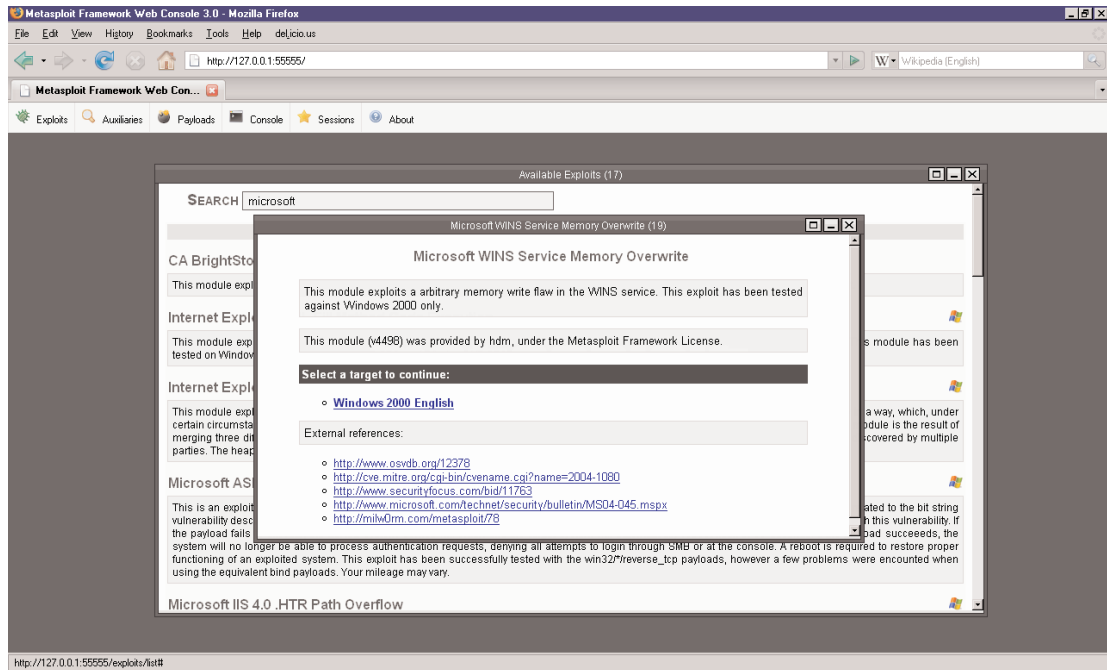 Metasploit Framework Web Console 3.0 - Mozilla Firefox
File Edit View History Bookmarks Tools Help del.icio.us
http://127.0.0.1:55555/
W Wikipedia (English)
Metasploit Framework Web Con...
Exploits Auxiliaries Payloads Console Sessions About
Available Exploits (17)
SEARCH microsoft
Microsoft WINS Service Memory Overwrite (19)
Microsoft WINS Service Memory Overwrite
This module exploits a arbitrary memory write flaw in the WINS service. This exploit has been tested
against Windows 2000 only.
This module (v4498) was provided by hdm, under the Metasploit Framework License.
Select a target to continue:
Windows 2000 English
External references:
http://www.osvdb.org/12378
http://cve.mitre.org/cgi-bin/cvename.cgi?name=2004-1080
http://www.securityfocus.com/bid/11763
http://www.microsoft.com/technet/security/bulletin/MS04-045.mspx
http://milw0rm.com/metasploit/78
CA BrightSto
This module expl
Internet Expl
This module exp s module has been
tested on Window
Internet Expl
This module expl a way, which, under
certain circumsta odule is the result of
merging three di scovered by multiple
parties. The heap
Microsoft AS
This is an exploit ated to the bit string
vulnerability desc h this vulnerability. If
the payload fails oad succeeds, the
system will no longer be able to process authentication requests, denying all attempts to login through SMB or at the console. A reboot is required to restore proper
functioning of an exploited system. This exploit has been successfully tested with the win32/*/reverse_tcp payloads, however a few problems were encounted when
using the equivalent bind payloads. Your mileage may vary.
Microsoft IIS 4.0 .HTR Path Overflow
http://127.0.0.1:55555/exploits/list#